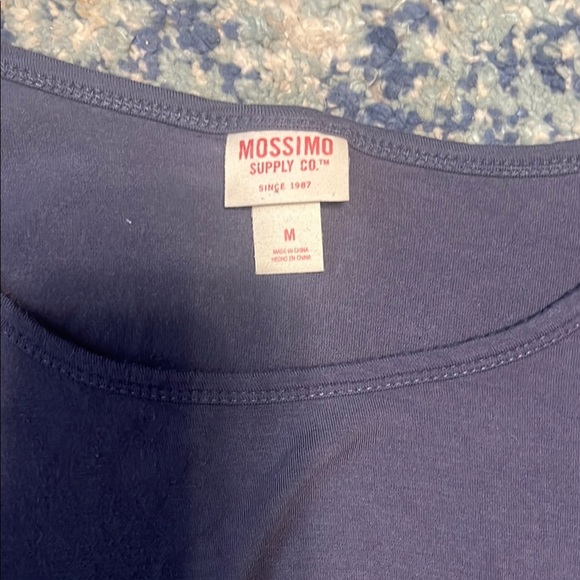 MOSSIMO
SUPPLY CO.™
SINCE 1987
M
MADE IN CHINA
HECHO EN CHINA